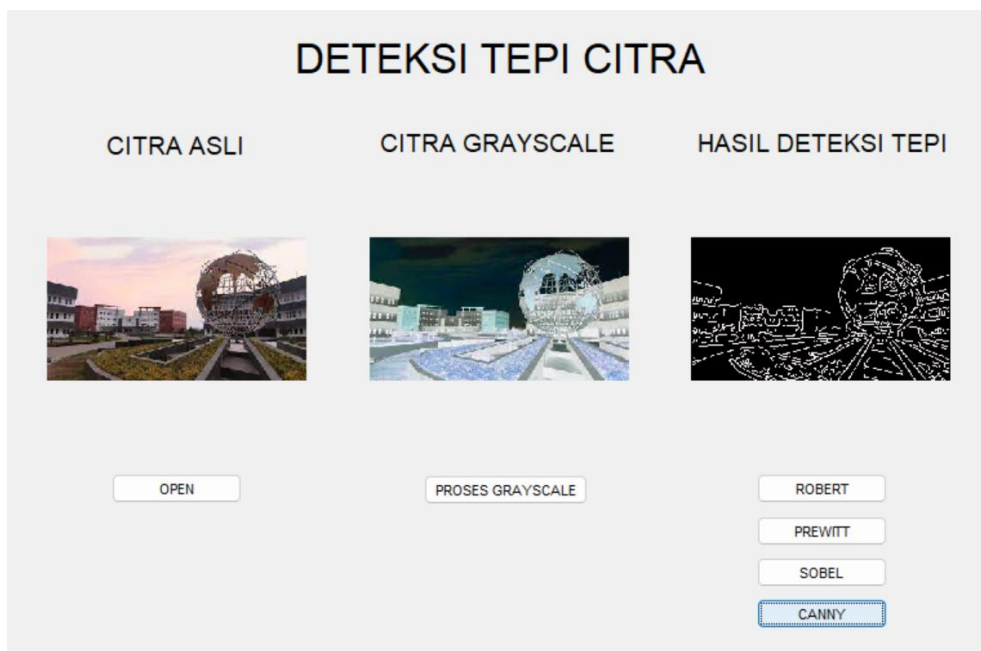 DETEKSI TEPI CITRA
CITRA ASLI
CITRA GRAYSCALE
HASIL DETEKSI TEPI
OPEN
PROSES GRAYSCALE
ROBERT
PREWITT
SOBEL
CANNY